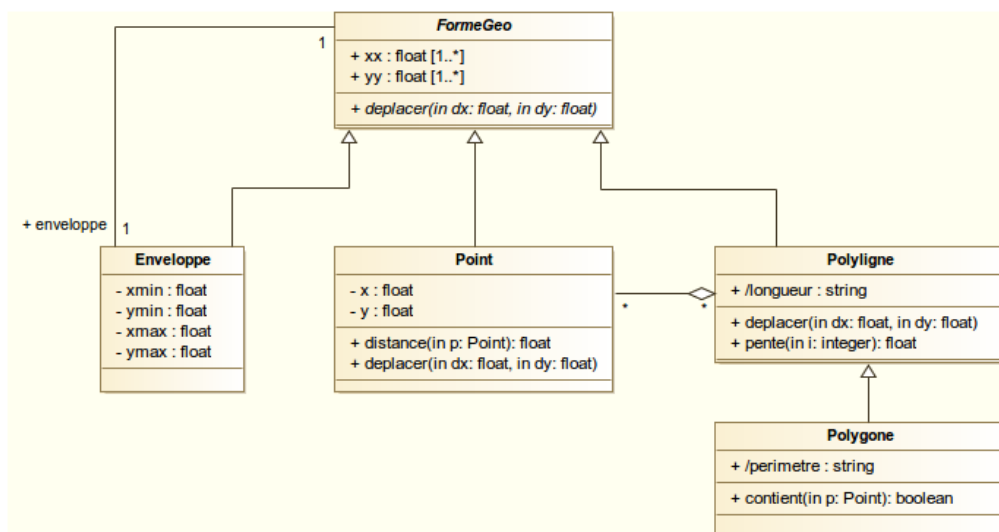 FormeGeo
+ xx : float [1..*]
+ yy : float [1..*]
+ deplacer(in dx: float, in dy: float)
1
+ enveloppe
1
Enveloppe
- xmin : float
- ymin : float
- xmax : float
- ymax : float
Point
- x : float
- y : float
+ distance(in p: Point): float
+ deplacer(in dx: float, in dy: float)
*
*
Polyligne
+ /longueur : string
+ deplacer(in dx: float, in dy: float)
+ pente(in i: integer): float
Polygone
+ /perimetre : string
+ contient(in p: Point): boolean